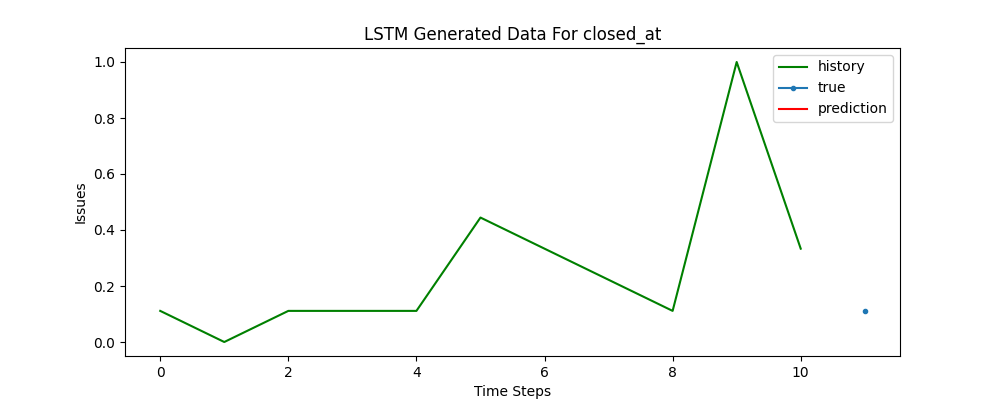 LSTM Generated Data For closed_at
history
true
prediction
1.0
0.8
0.6
0.4
0.2
0.0
Issues
0 2 4 6 8 10
Time Steps